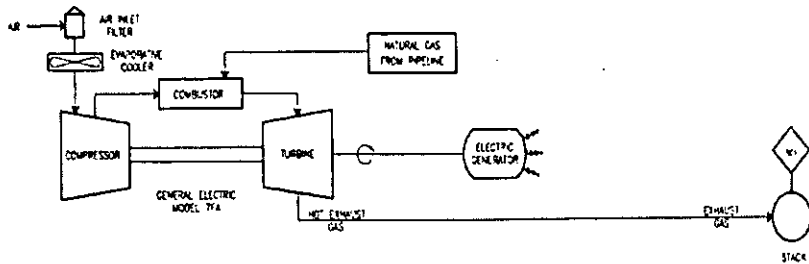 AIR
AIR INLET
FILTER
EVAPORATIVE
COOLER
NATURAL GAS
FROM PIPELINE
COMBUSTOR
COMPRESSOR
TURBINE
ELECTRIC
GENERATOR
GENERAL ELECTRIC
MODEL 7FA
HOT EXHAUST
GAS
EXHAUST
GAS
STACK